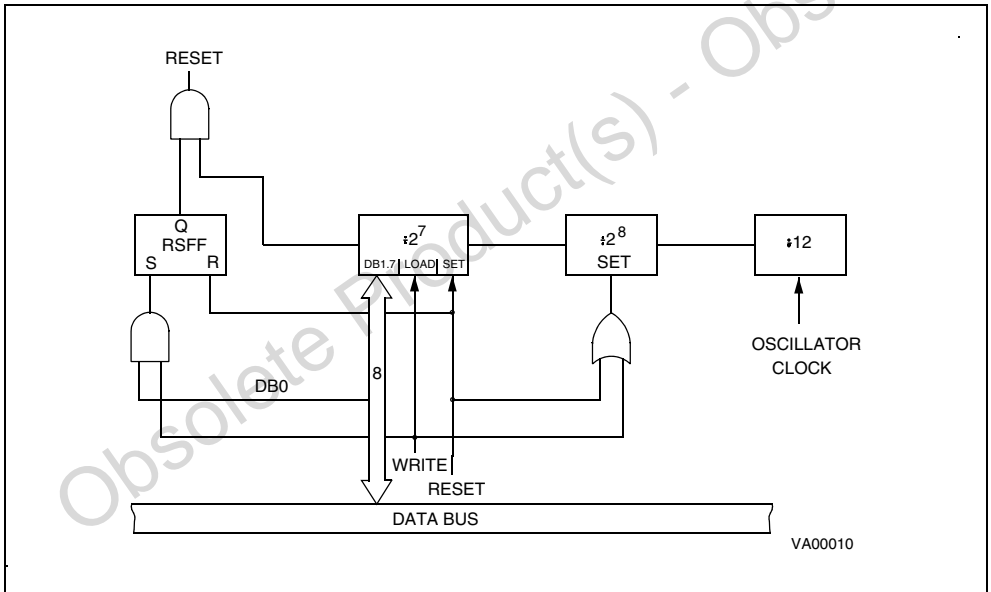 RESET
Q
RSFF
S R
÷2⁷
DB1.7 LOAD SET
÷2⁸
SET
÷12
OSCILLATOR
CLOCK
DB0
8
WRITE
RESET
DATA BUS
VA00010
Obsolete Product(s) - Obs